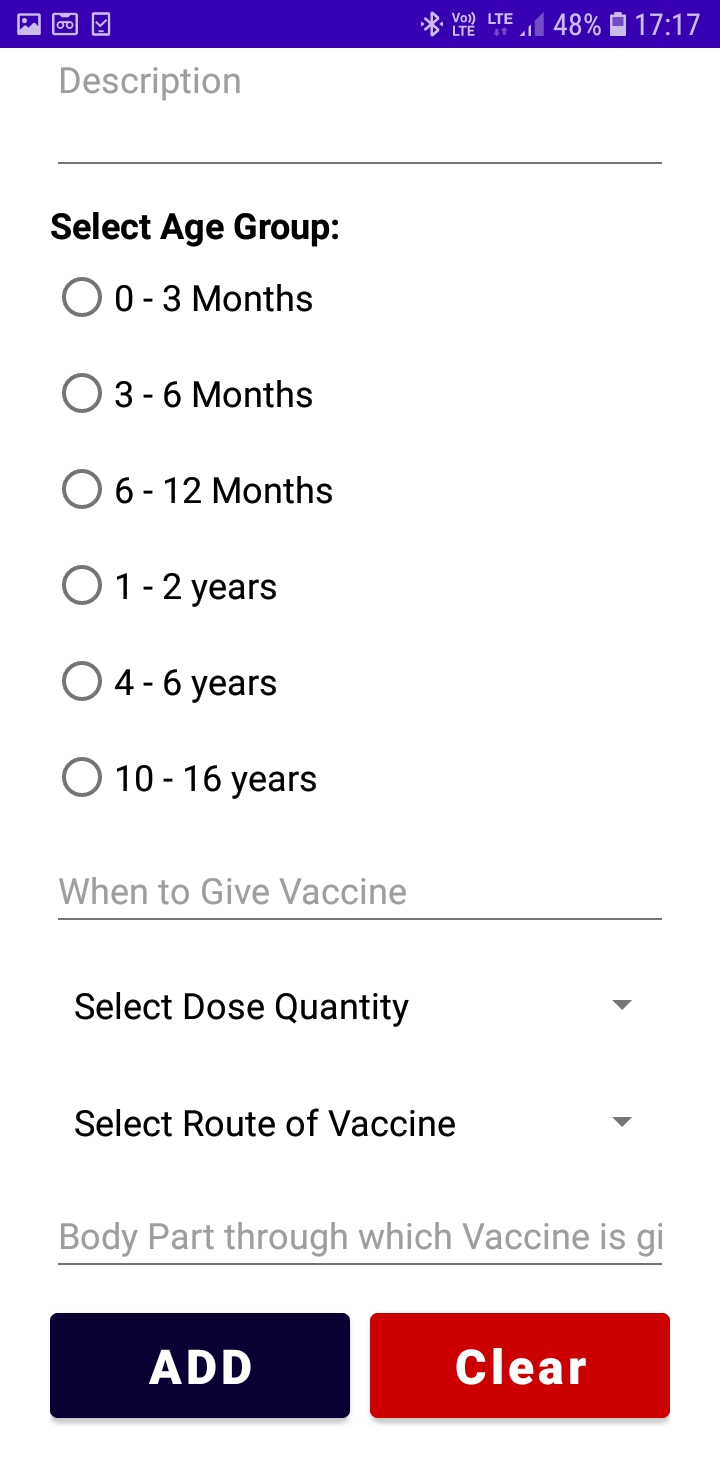 Vo)) LTE LTE 48% 17:17
Description
Select Age Group:
0 - 3 Months
3 - 6 Months
6 - 12 Months
1 - 2 years
4 - 6 years
10 - 16 years
When to Give Vaccine
Select Dose Quantity
Select Route of Vaccine
Body Part through which Vaccine is gi
ADD Clear